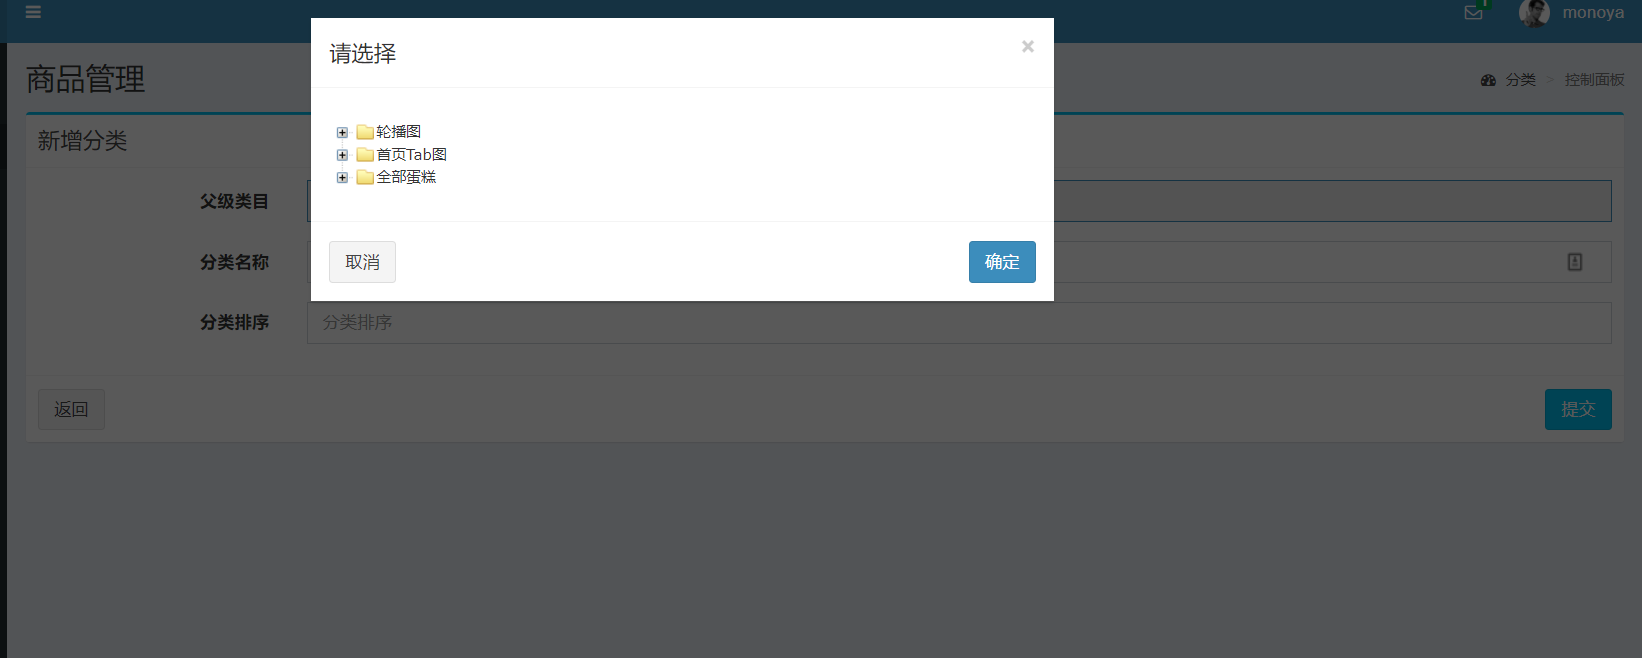 monoya
请选择
×
商品管理
分类 > 控制面板
新增分类
轮播图
首页Tab图
全部蛋糕
父级类目
分类名称
取消
确定
分类排序
分类排序
返回
提交